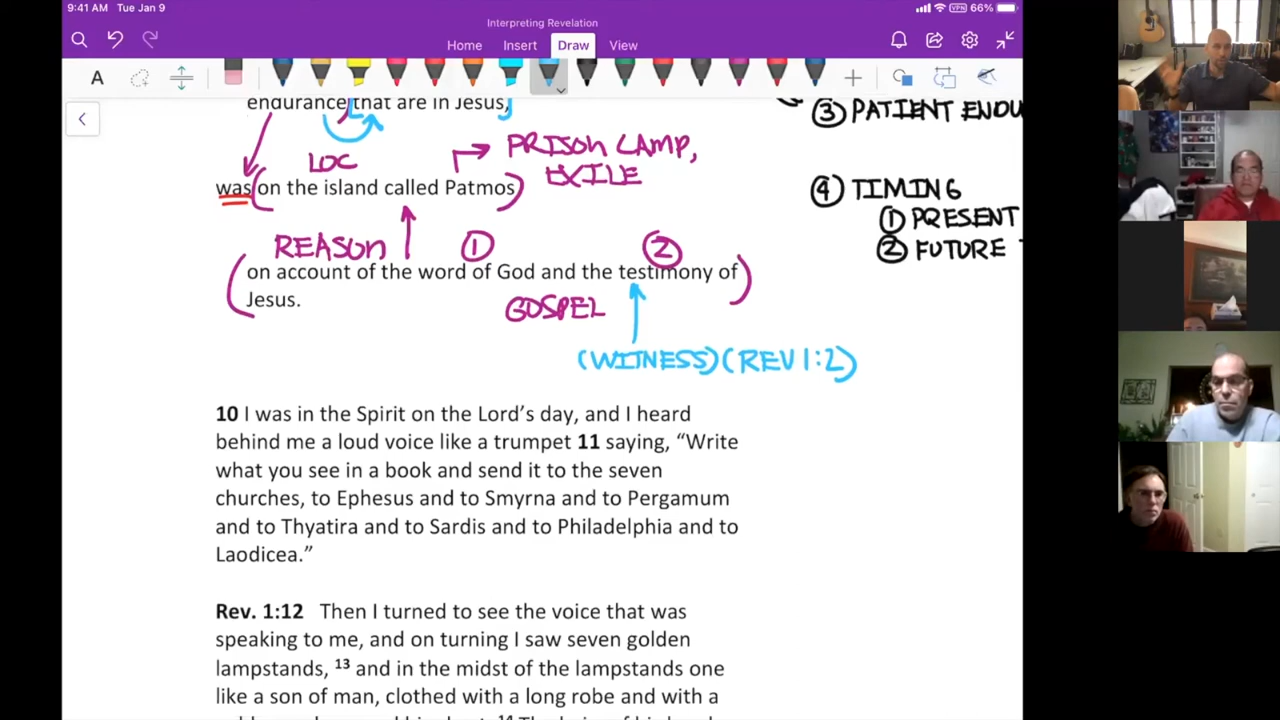 9:41 AM Tue Jan 9
VPN 66%
Interpreting Revelation
Home Insert Draw View
A
endurance that are in Jesus,
③ PATIENT
LOC
PRISON CAMP,
EXILE
was (on the island called Patmos)
④ TIMING
① PRESENT
② FUTURE
REASON ① ②
(on account of the word of God and the testimony of
Jesus.)
GOSPEL
(WITNESS) (REV 1:2)
10 I was in the Spirit on the Lord’s day, and I heard
behind me a loud voice like a trumpet 11 saying, “Write
what you see in a book and send it to the seven
churches, to Ephesus and to Smyrna and to Pergamum
and to Thyatira and to Sardis and to Philadelphia and to
Laodicea.”
Rev. 1:12 Then I turned to see the voice that was
speaking to me, and on turning I saw seven golden
lampstands, 13 and in the midst of the lampstands one
like a son of man, clothed with a long robe and with a